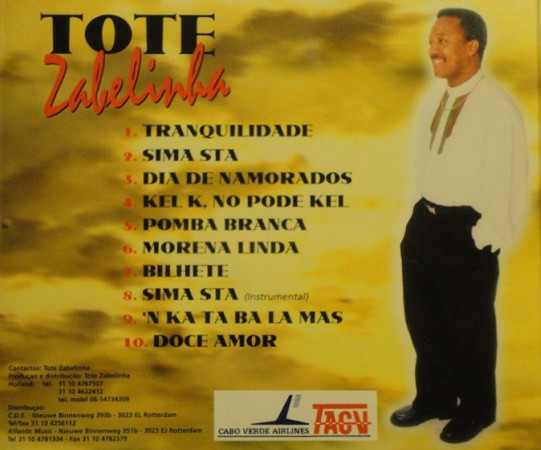 TOTE
Zabelinha
1. TRANQUILIDADE
2. SIMA STA
3. DIA DE NAMORADOS
4. KEL K, NO PODE KEL
5. POMBA BRANCA
6. MORENA LINDA
7. BILHETE
8. SIMA STA (Instrumental)
9. 'N KA TA BA LA MAS
10. DOCE AMOR
Contactos: Tote Zabelinha
Produçao e distribução: Tote Zabelinha
Holland: tel. 31 10 4767507
31 10 4622412
tel. mobil 06-54734309
Distribuçao:
C.D.S. - Nieuwe Binnenweg 393b - 3023 EL Rotterdam
Tel/fax 31 10 4256112
Atlantic Music - Nieuwe Binnenweg 351b - 3023 EJ Rotterdam
Tel 31 10 4781334 - Fax 31 10 4782379
CABO VERDE AIRLINES
TACV